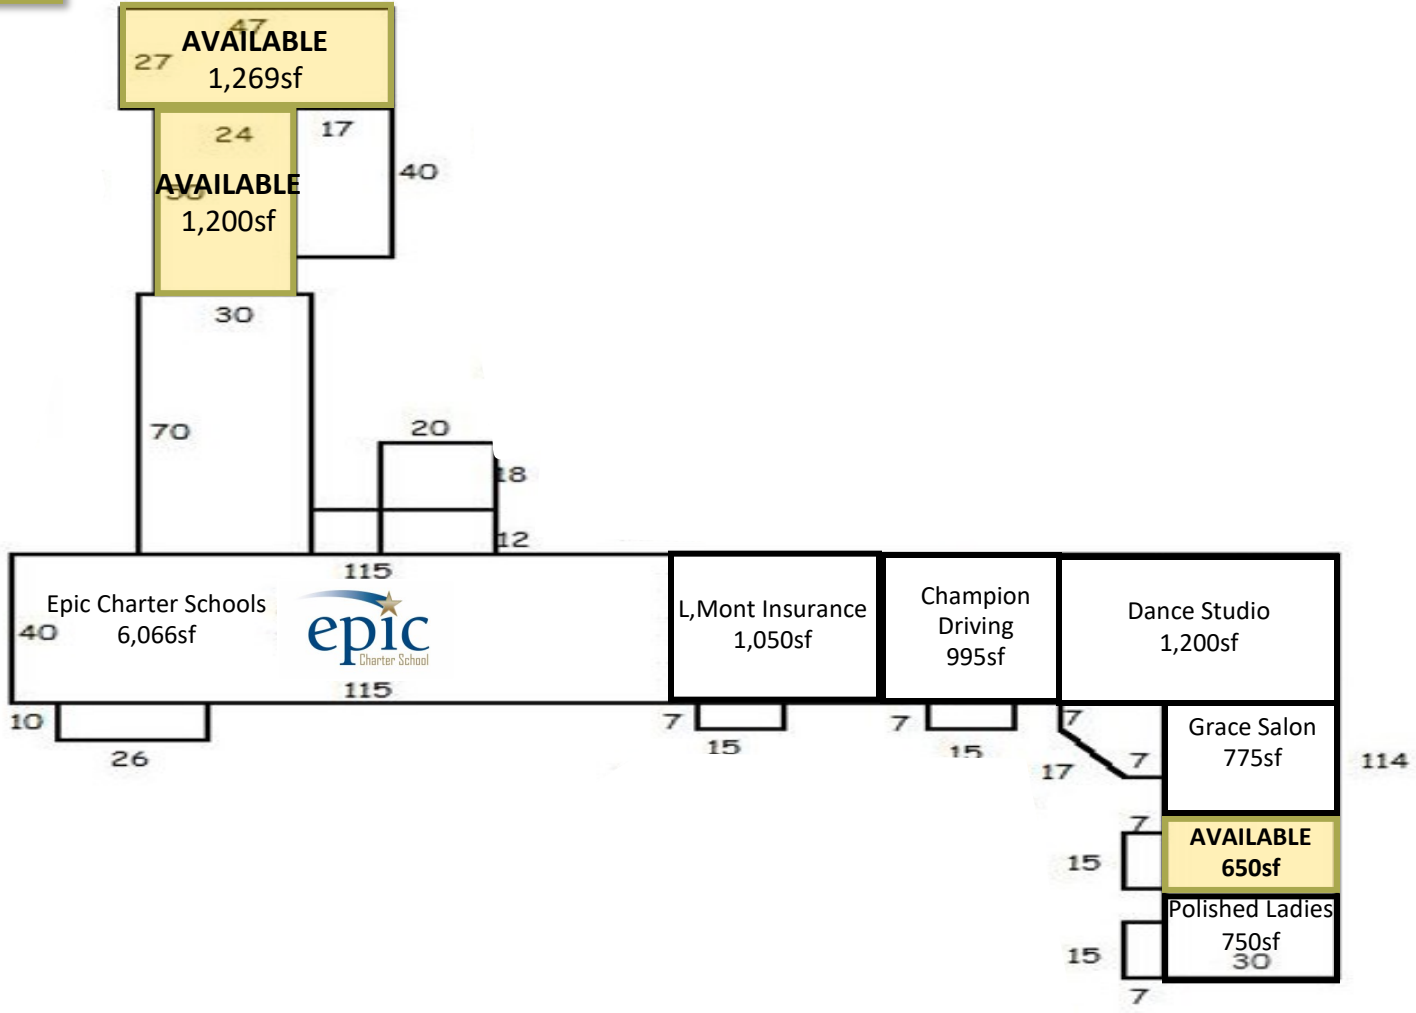 47
AVAILABLE
27
1,269sf
24
17
40
50
AVAILABLE
1,200sf
30
70
20
18
12
115
Epic Charter Schools
6,066sf
40
epic
Charter School
115
L,Mont Insurance
1,050sf
Champion
Driving
995sf
Dance Studio
1,200sf
10
26
7
15
7
15
7
17
7
Grace Salon
775sf
114
7
15
AVAILABLE
650sf
Polished Ladies
750sf
30
15
7